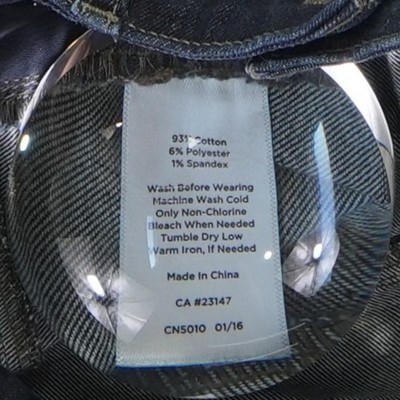 93% Cotton
6% Polyester
1% Spandex
Wash Before Wearing
Machine Wash Cold
Only Non-Chlorine
Bleach When Needed
Tumble Dry Low
Warm Iron, If Needed
Made In China
CA #23147
CN5010 01/16